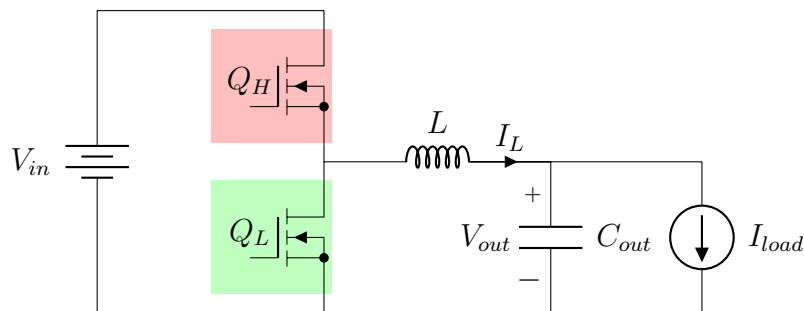 Q_H
L
I_L
V_in
+
Q_L
V_out
C_out
I_load
−